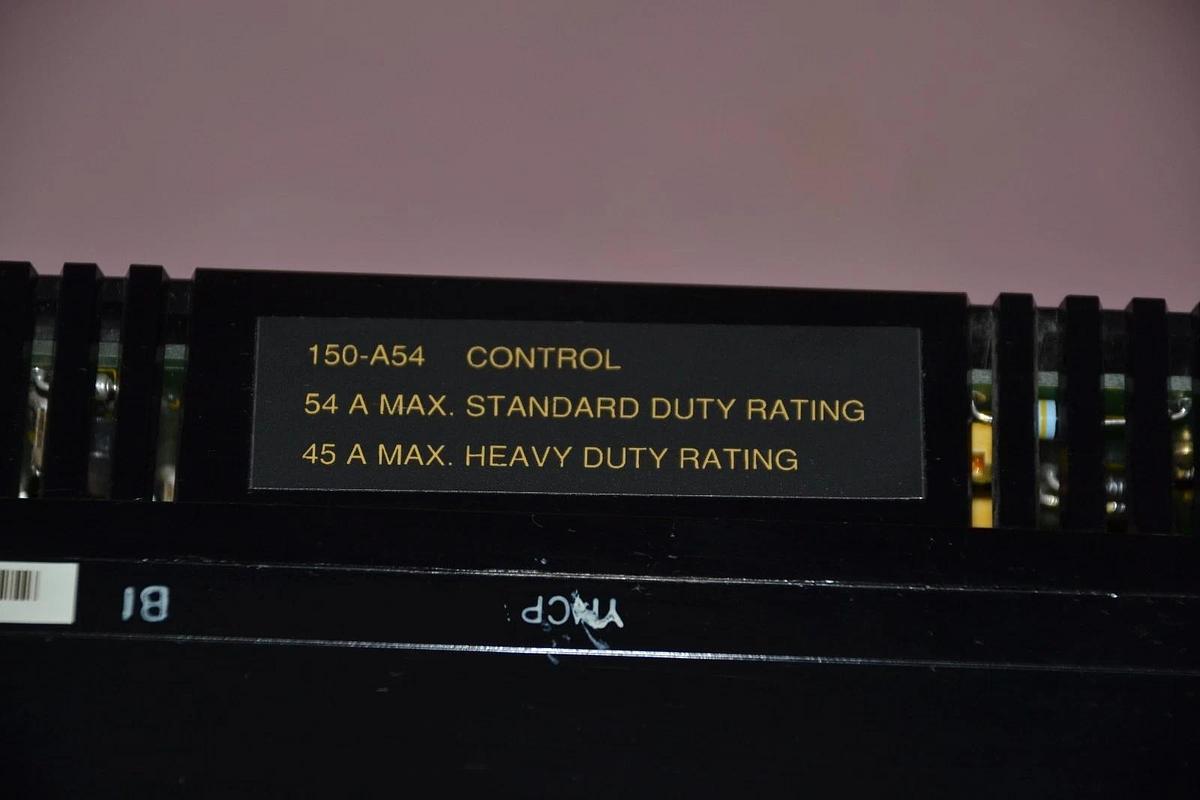 150-A54 CONTROL
54 A MAX. STANDARD DUTY RATING
45 A MAX. HEAVY DUTY RATING
B1